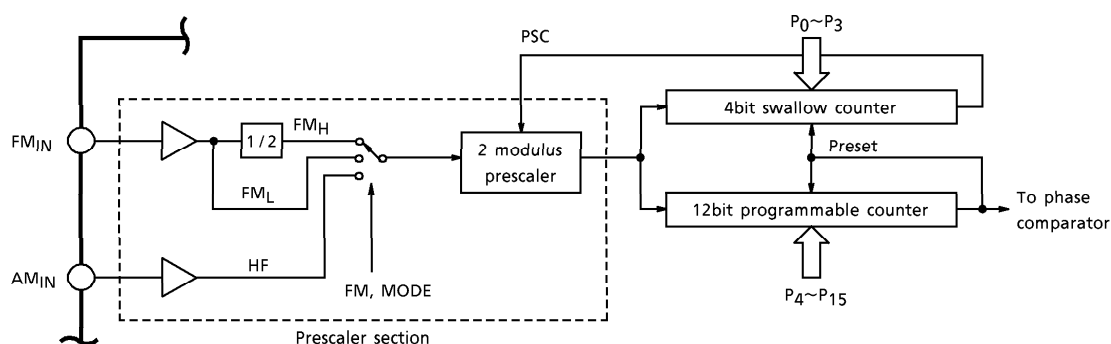 P0~P3
PSC
4bit swallow counter
FMIN
1/2
FMH
2 modulus
prescaler
Preset
FML
12bit programmable counter
To phase
comparator
AMIN
HF
FM, MODE
P4~P15
Prescaler section